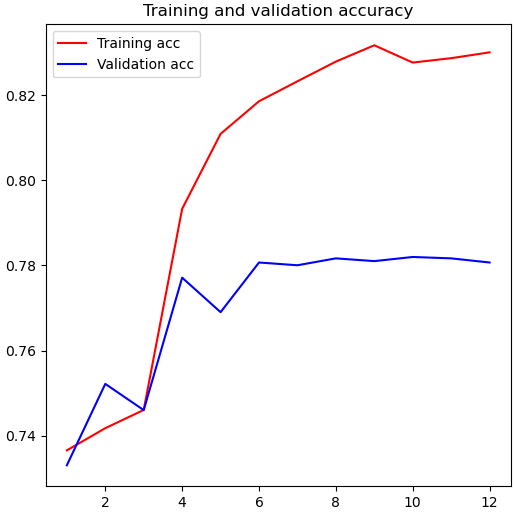 Training and validation accuracy
Training acc
Validation acc
0.82
0.80
0.78
0.76
0.74
2 4 6 8 10 12